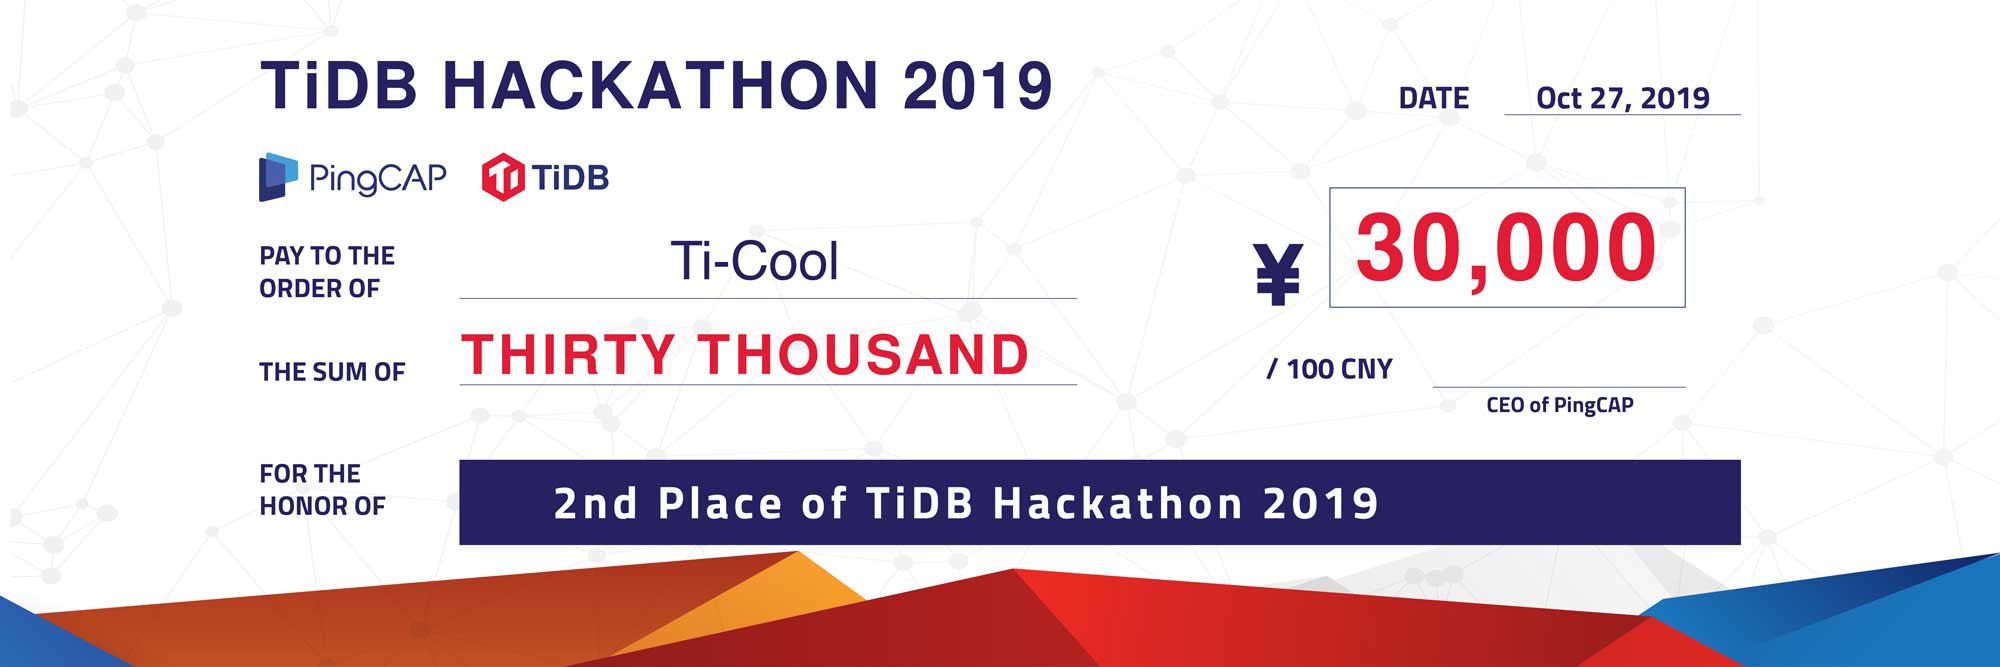 TiDB HACKATHON 2019
DATE Oct 27, 2019
PingCAP TiDB
PAY TO THE
ORDER OF
Ti-Cool
¥ 30,000
THE SUM OF THIRTY THOUSAND
/ 100 CNY
CEO of PingCAP
FOR THE
HONOR OF
2nd Place of TiDB Hackathon 2019